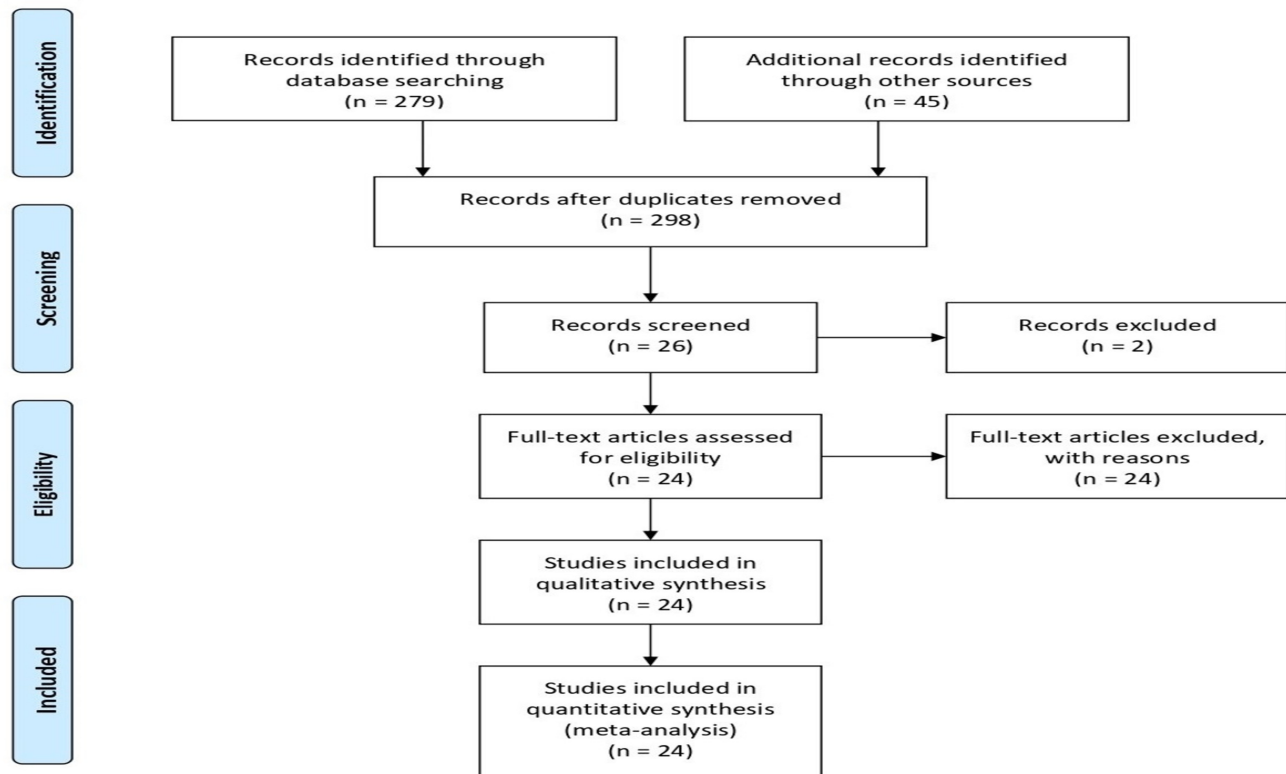 Identification
Records identified through
database searching
(n = 279)
Additional records identified
through other sources
(n = 45)
Records after duplicates removed
(n = 298)
Screening
Records screened
(n = 26)
Records excluded
(n = 2)
Eligibility
Full-text articles assessed
for eligibility
(n = 24)
Full-text articles excluded,
with reasons
(n = 24)
Studies included in
qualitative synthesis
(n = 24)
Included
Studies included in
quantitative synthesis
(meta-analysis)
(n = 24)